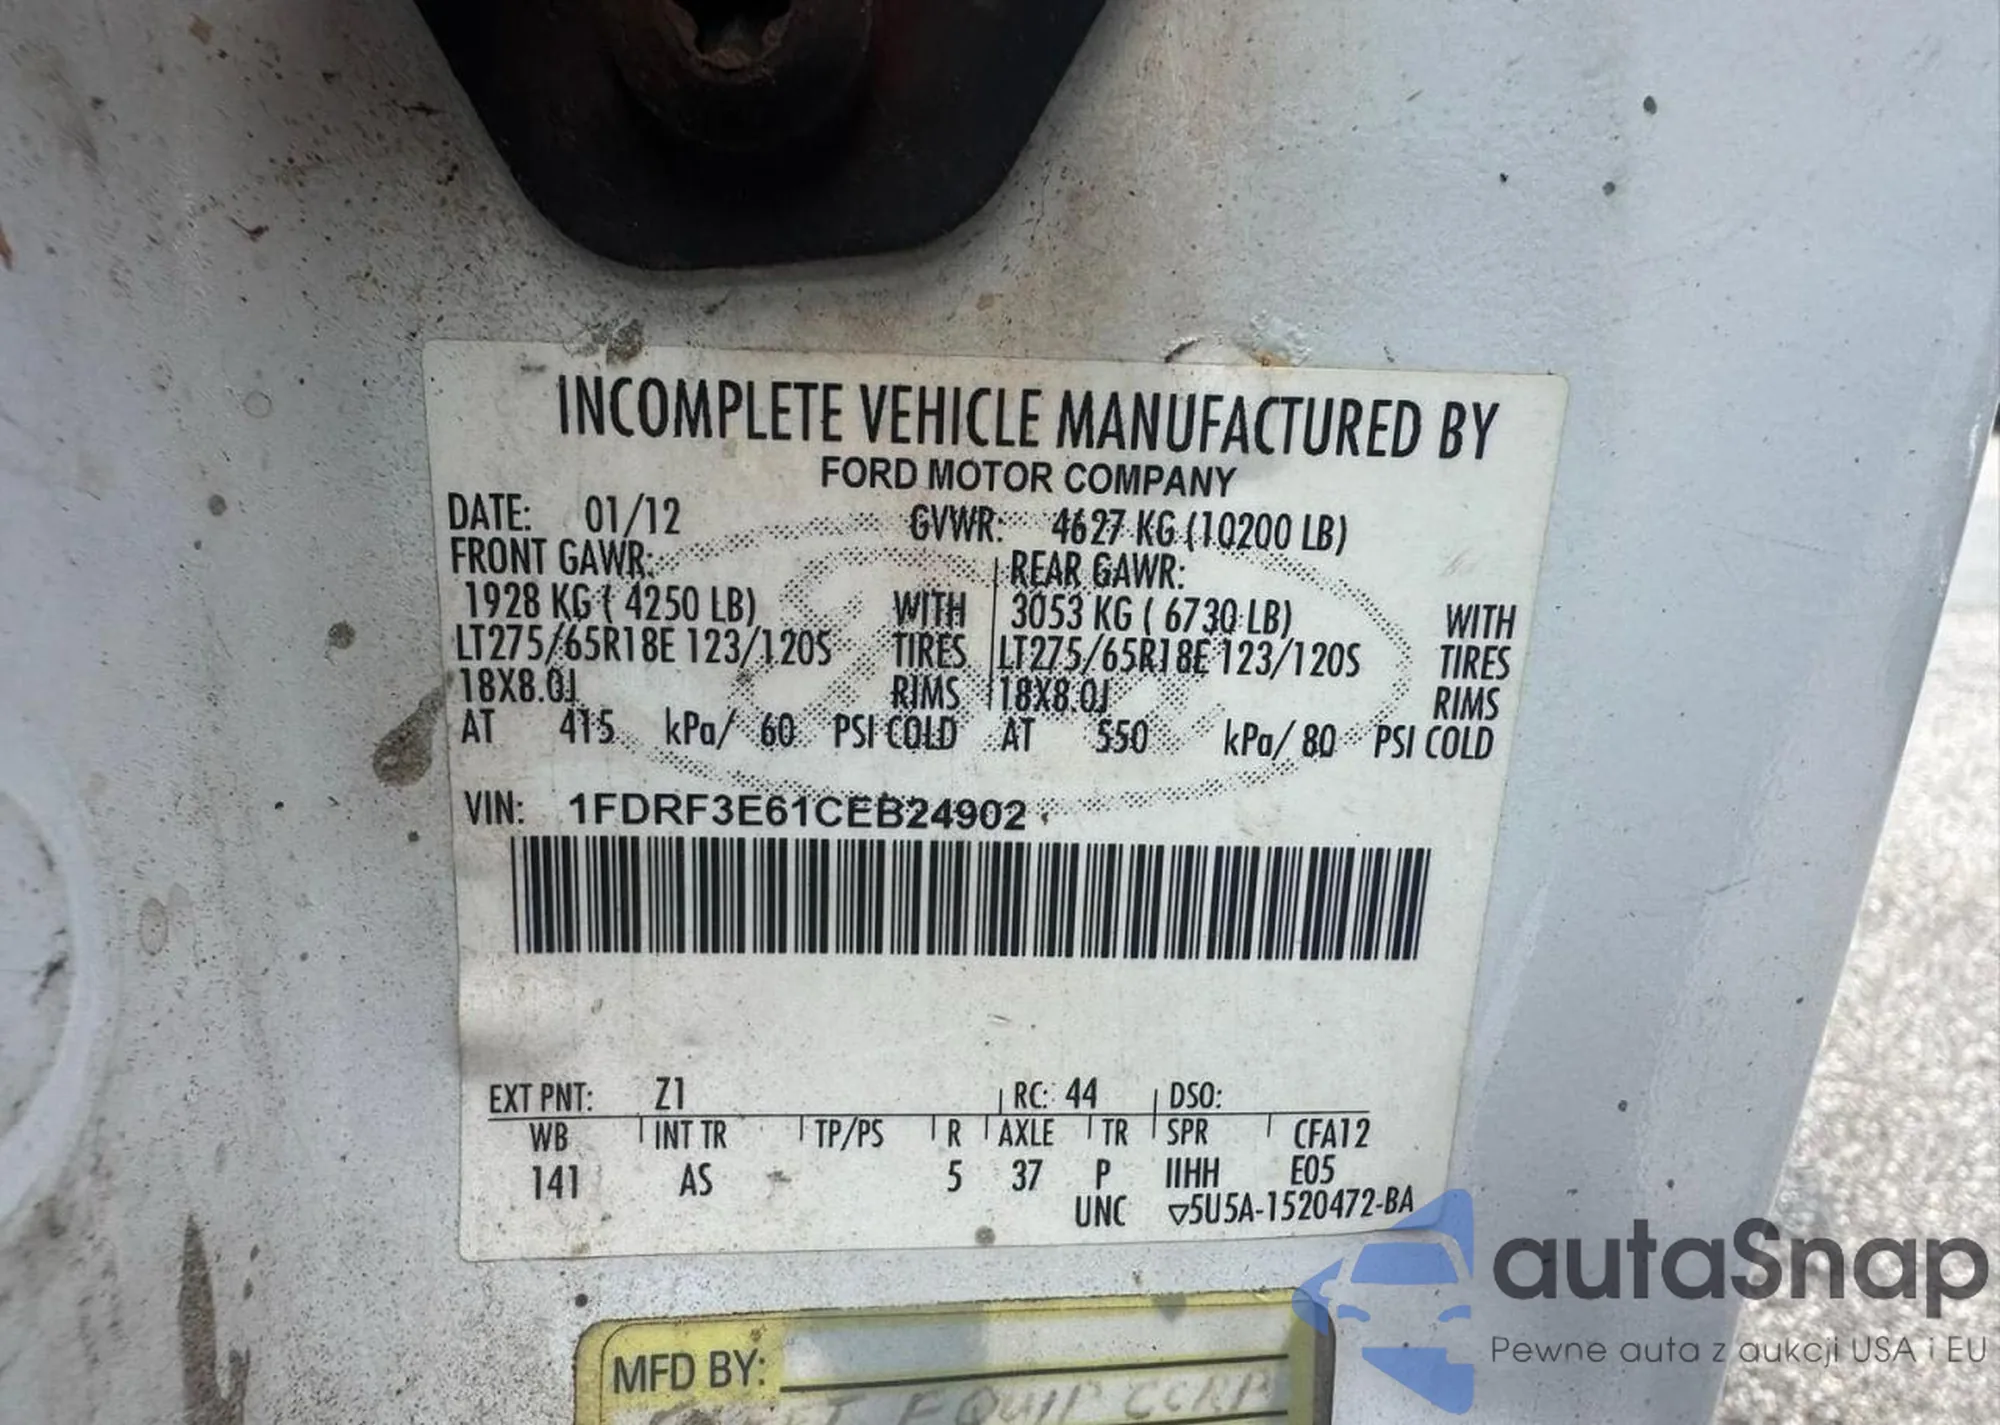 INCOMPLETE VEHICLE MANUFACTURED BY
FORD MOTOR COMPANY
DATE: 01/12 GVWR: 4627 KG (10200 LB)
FRONT GAWR: REAR GAWR:
1928 KG ( 4250 LB) WITH 3053 KG ( 6730 LB) WITH
LT275/65R18E 123/120S TIRES LT275/65R18E 123/120S TIRES
18X8.0J RIMS 18X8.0J RIMS
AT 415 kPa/ 60 PSI COLD AT 550 kPa/ 80 PSI COLD
VIN: 1FDRF3E61CEB24902
EXT PNT: Z1 RC: 44 DSO:
WB INT TR TP/PS R AXLE TR SPR CFA12
141 AS 5 37 P IIHH E05
UNC ▽5U5A-1520472-BA
MFD BY:
EQUIP CORP
autaSnap
Pewne auta z aukcji USA i EU